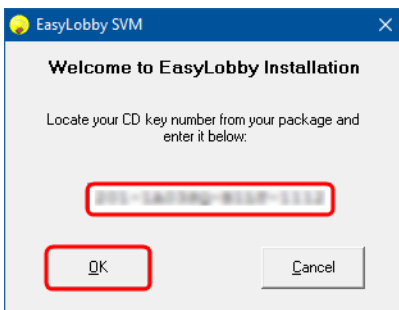 EasyLobby SVM
Welcome to EasyLobby Installation
Locate your CD key number from your package and
enter it below:
OK
Cancel